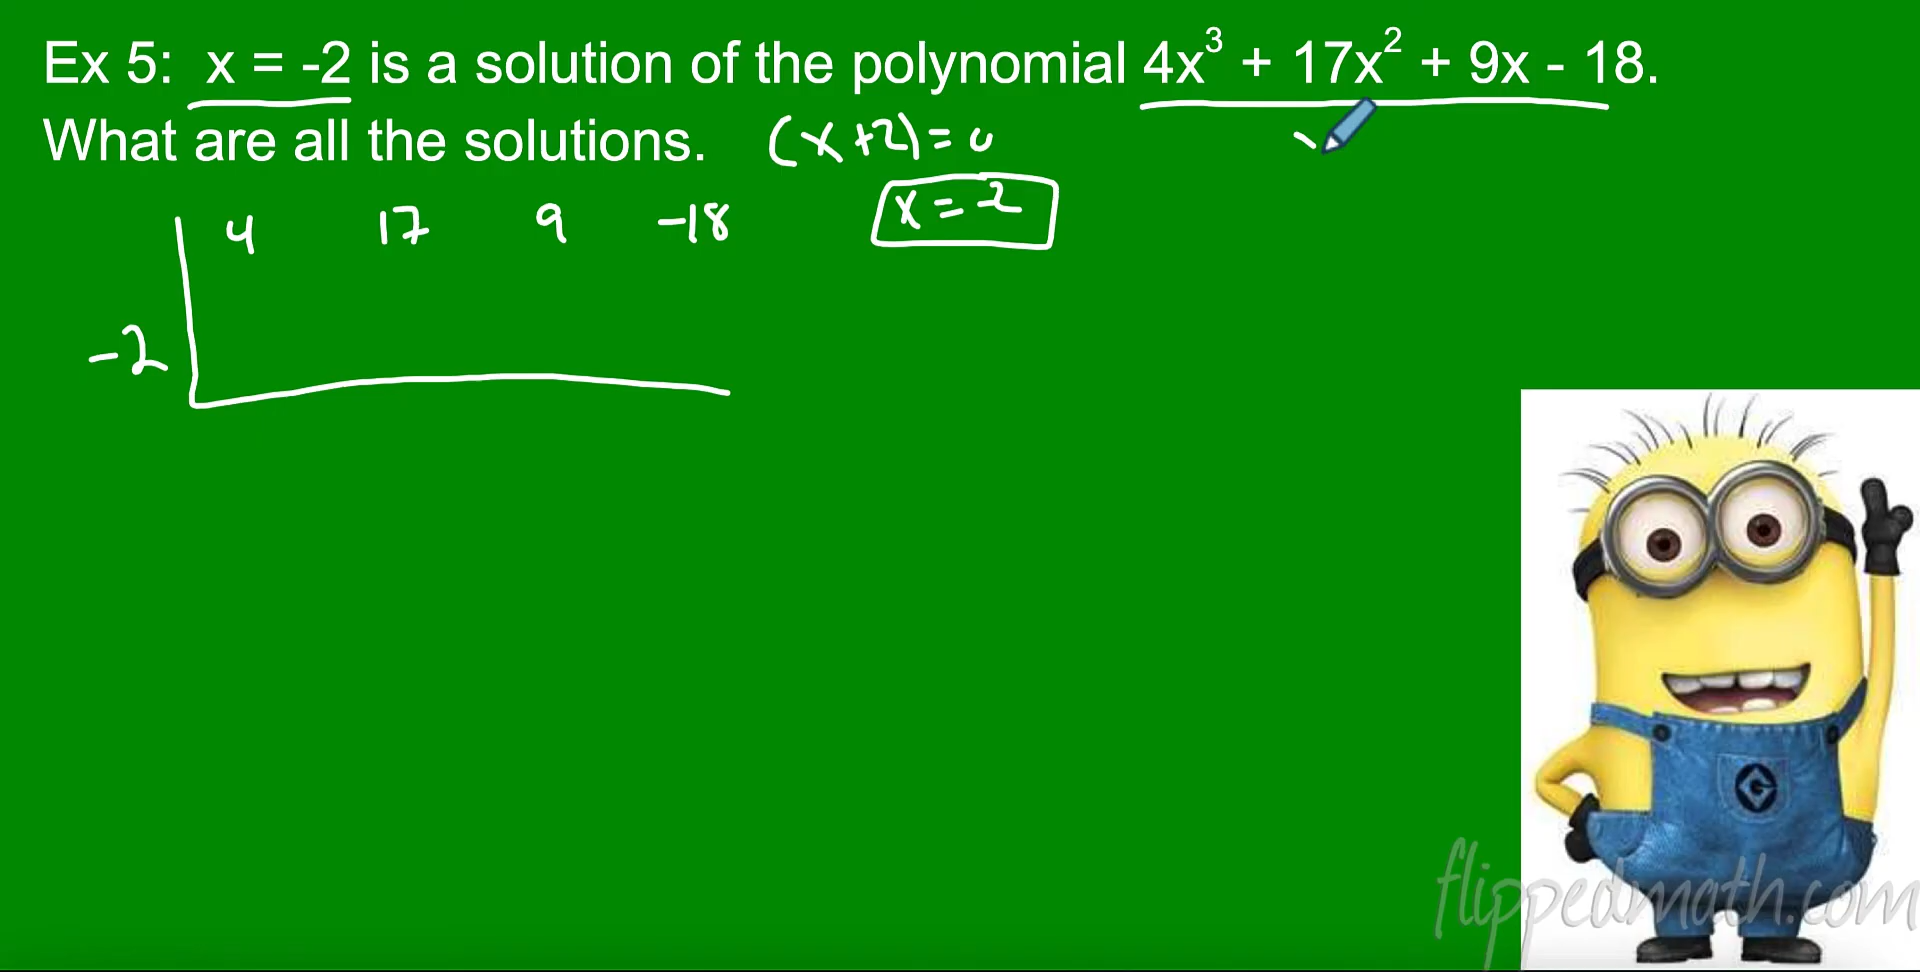 Ex 5: x = -2 is a solution of the polynomial 4x³ + 17x² + 9x - 18.
What are all the solutions. (x+2)=0
x = -2
4 17 9 -18
-2
G
flippedmath.com